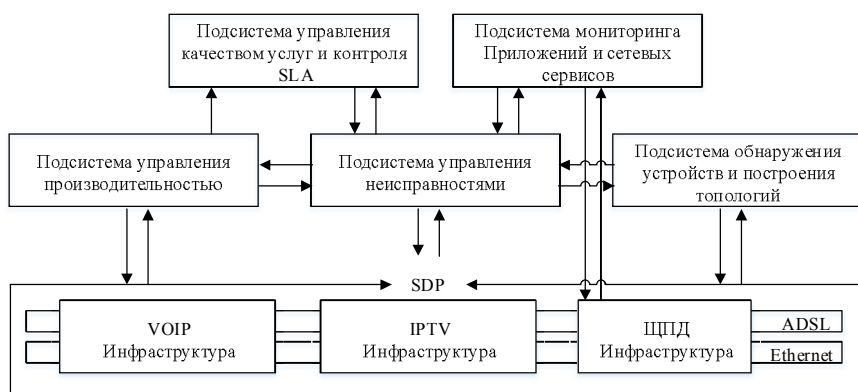 Подсистема управления
качеством услуг и контроля
SLA
Подсистема мониторинга
Приложений и сетевых
сервисов
Подсистема управления
производительностью
Подсистема управления
неисправностями
Подсистема обнаружения
устройств и построения
топологий
SDP
VOIP
Инфраструктура
IPTV
Инфраструктура
ЩПД
Инфраструктура
ADSL
Ethernet